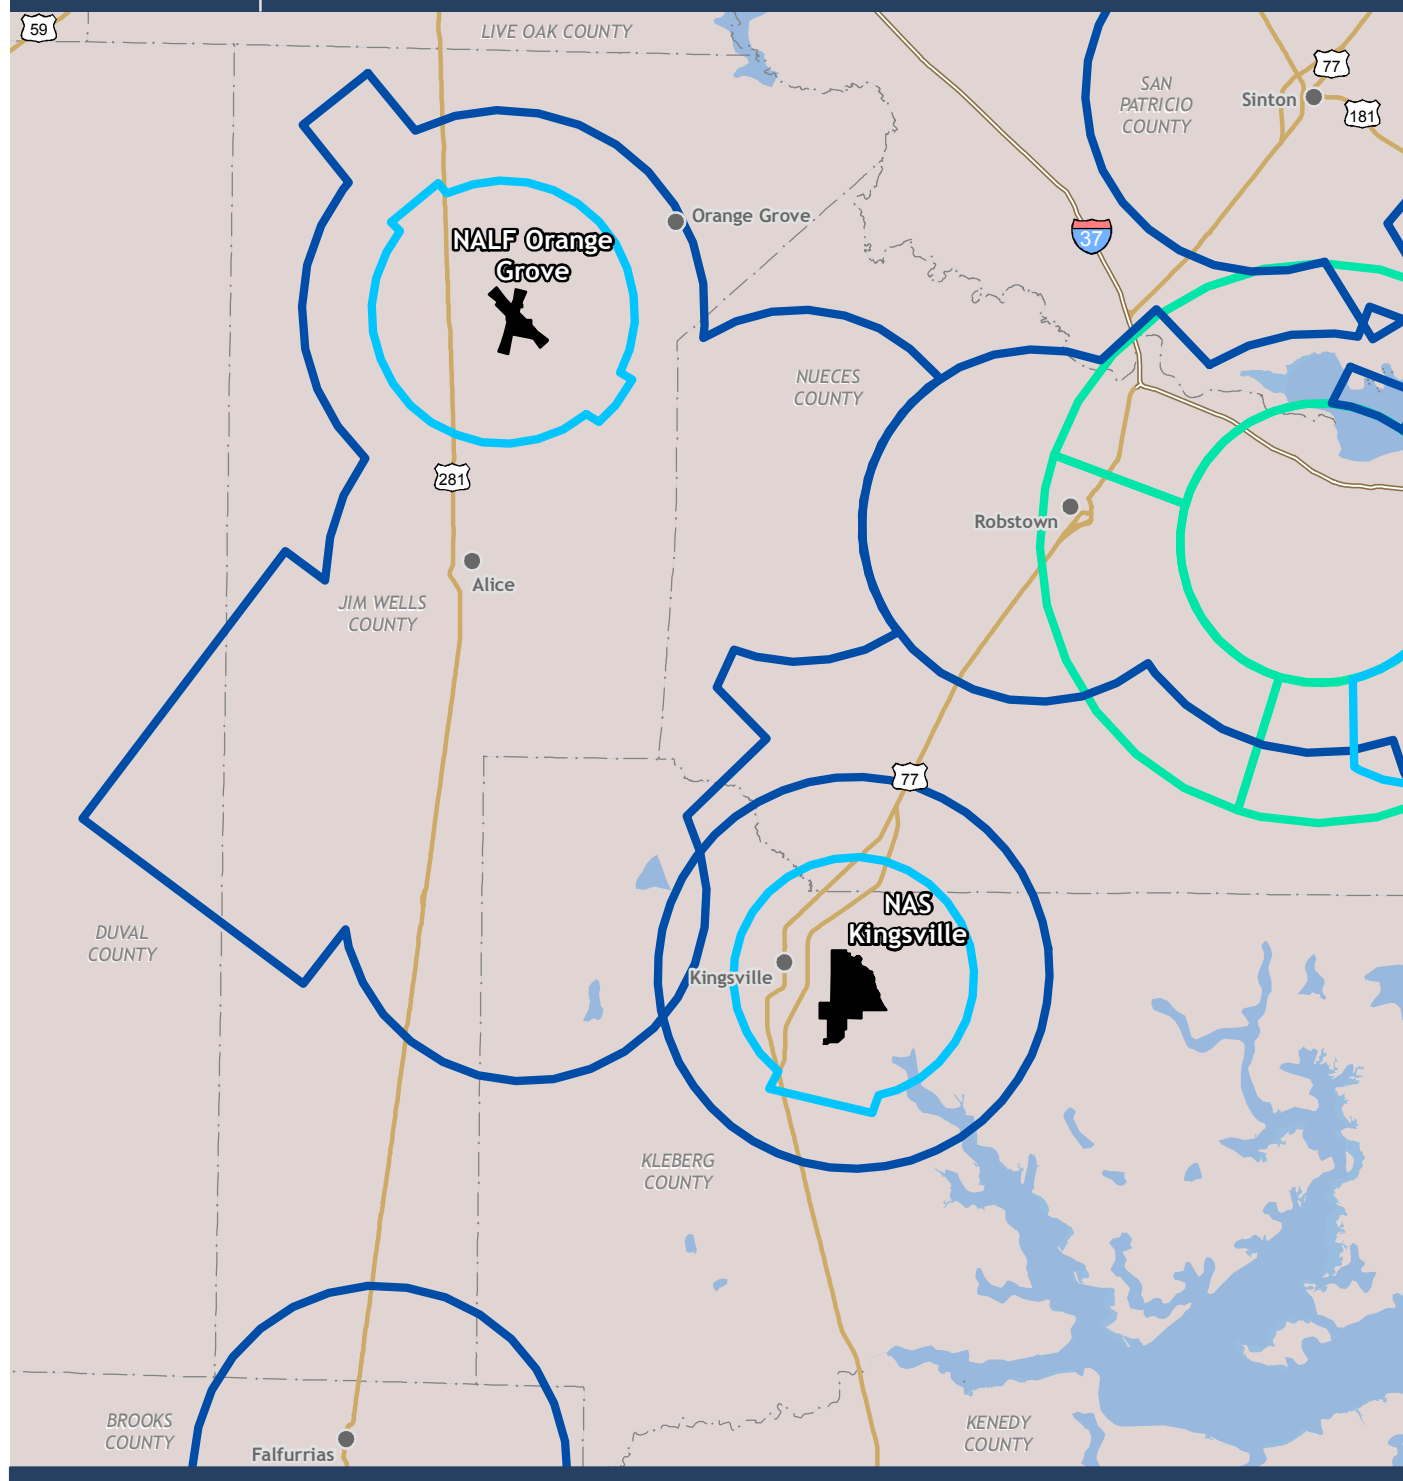 59
LIVE OAK COUNTY
77
SAN
PATRICIO
COUNTY
Sinton
181
Orange Grove
37
NALF Orange
Grove
NUECES
COUNTY
281
Robstown
Alice
JIM WELLS
COUNTY
77
NAS
Kingsville
DUVAL
COUNTY
Kingsville
KLEBERG
COUNTY
BROOKS
COUNTY
KENEDY
COUNTY
Falfurrias